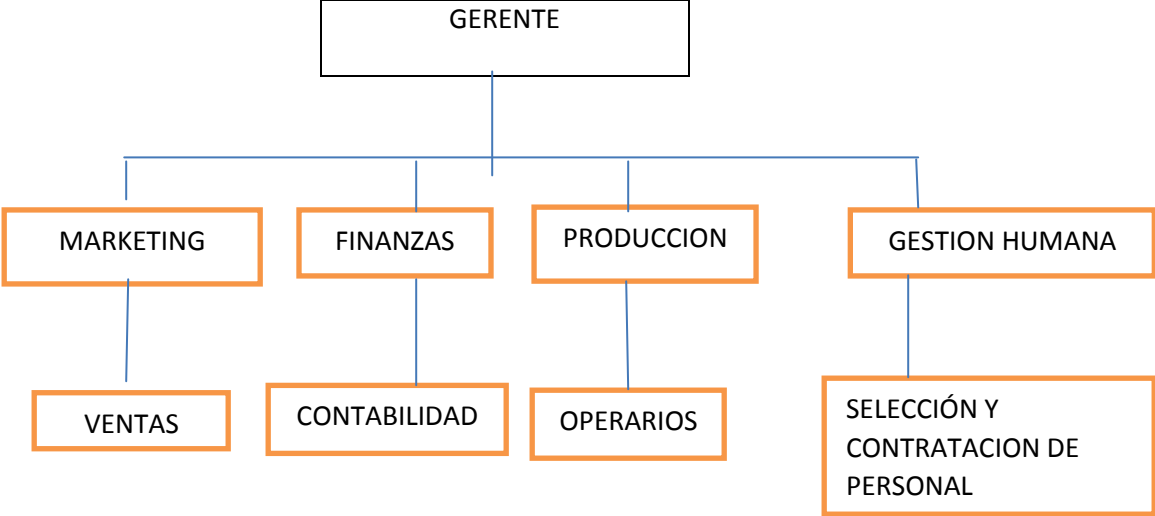 GERENTE
MARKETING
FINANZAS
PRODUCCION
GESTION HUMANA
VENTAS
CONTABILIDAD
OPERARIOS
SELECCIÓN Y
CONTRATACION DE
PERSONAL